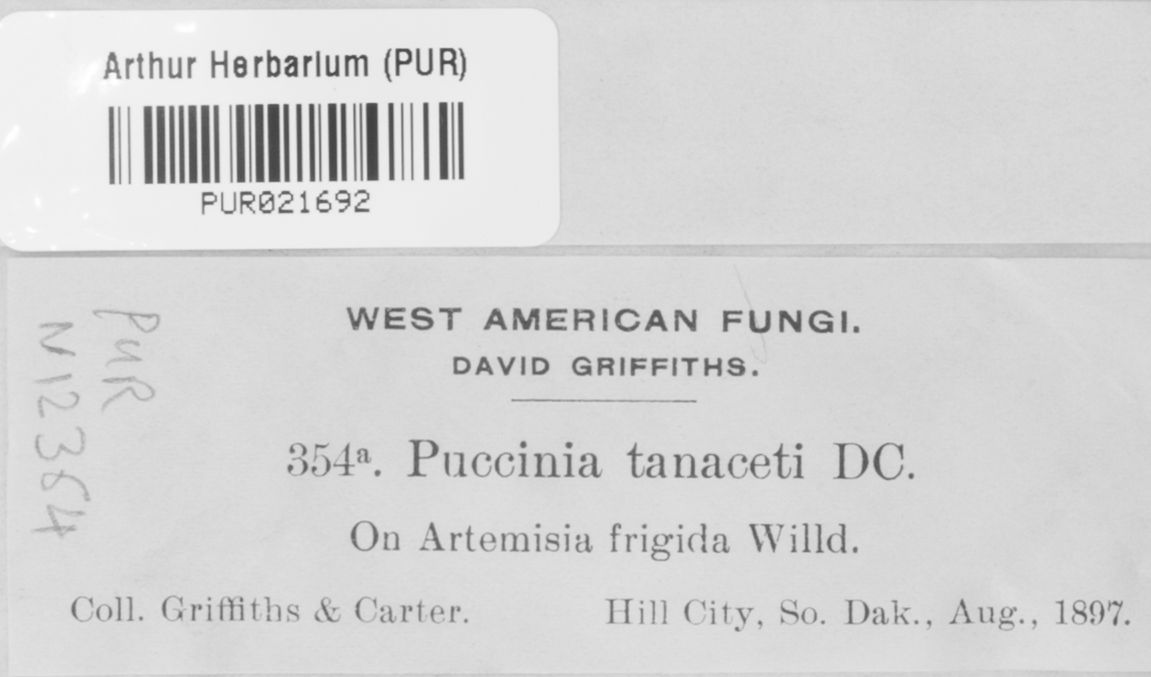 Arthur Herbarium (PUR)
PUR021692
PUR
N12364
WEST AMERICAN FUNGI.
DAVID GRIFFITHS.
354a. Puccinia tanaceti DC.
On Artemisia frigida Willd.
Coll. Griffiths & Carter.
Hill City, So. Dak., Aug., 1897.